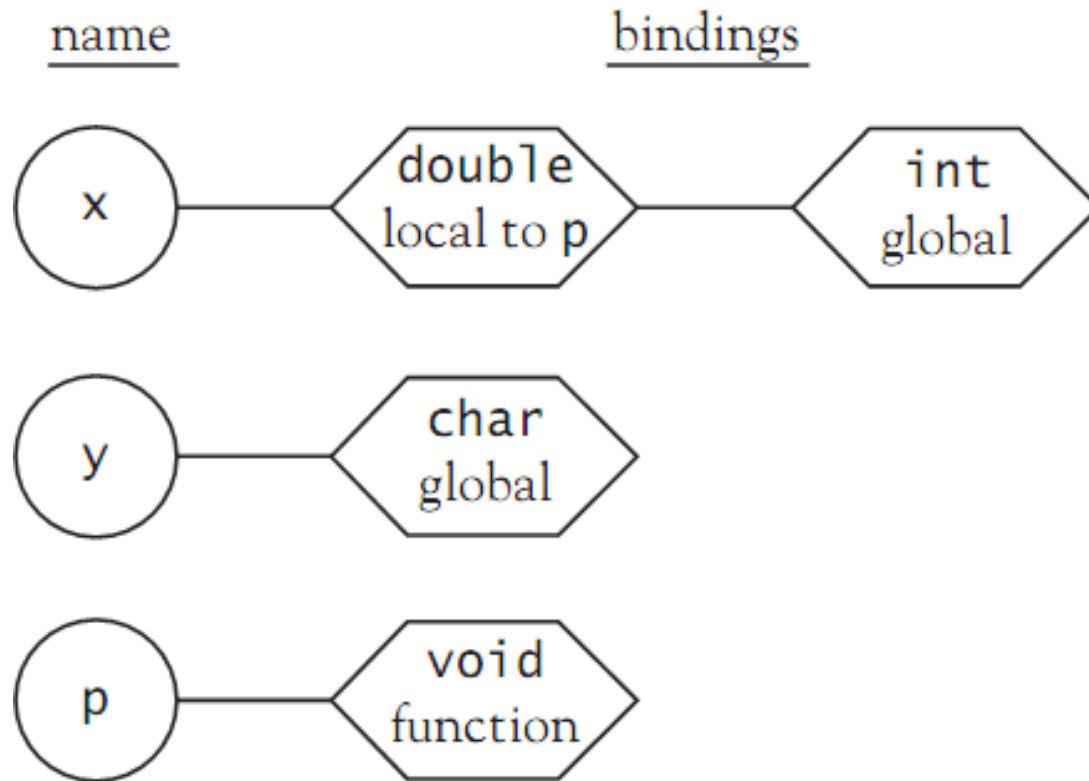 name bindings
x double int
local to p global
y char
global
p void
function